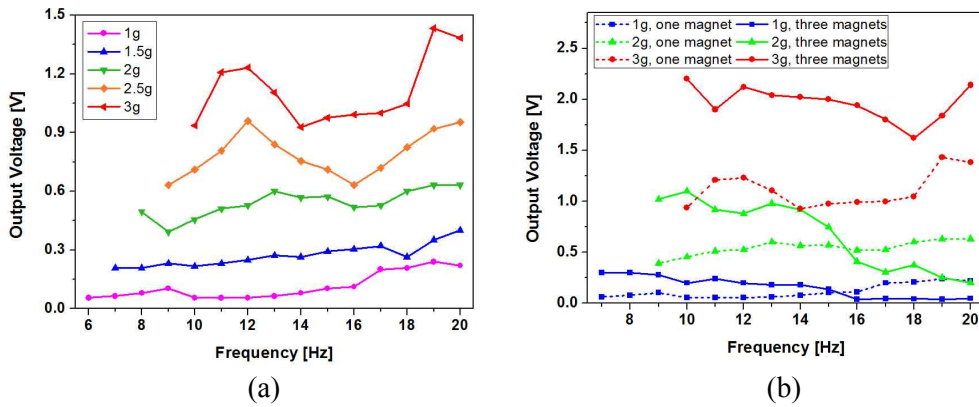 (a)
Output Voltage [V]
1.5
1.2
0.9
0.6
0.3
0.0
1g
1.5g
2g
2.5g
3g
6 8 10 12 14 16 18 20
Frequency [Hz]
(a)
(b)
Output Voltage [V]
2.5
2.0
1.5
1.0
0.5
0.0
1g, one magnet 1g, three magnets
2g, one magnet 2g, three magnets
3g, one magnet 3g, three magnets
8 10 12 14 16 18 20
Frequency [Hz]
(b)